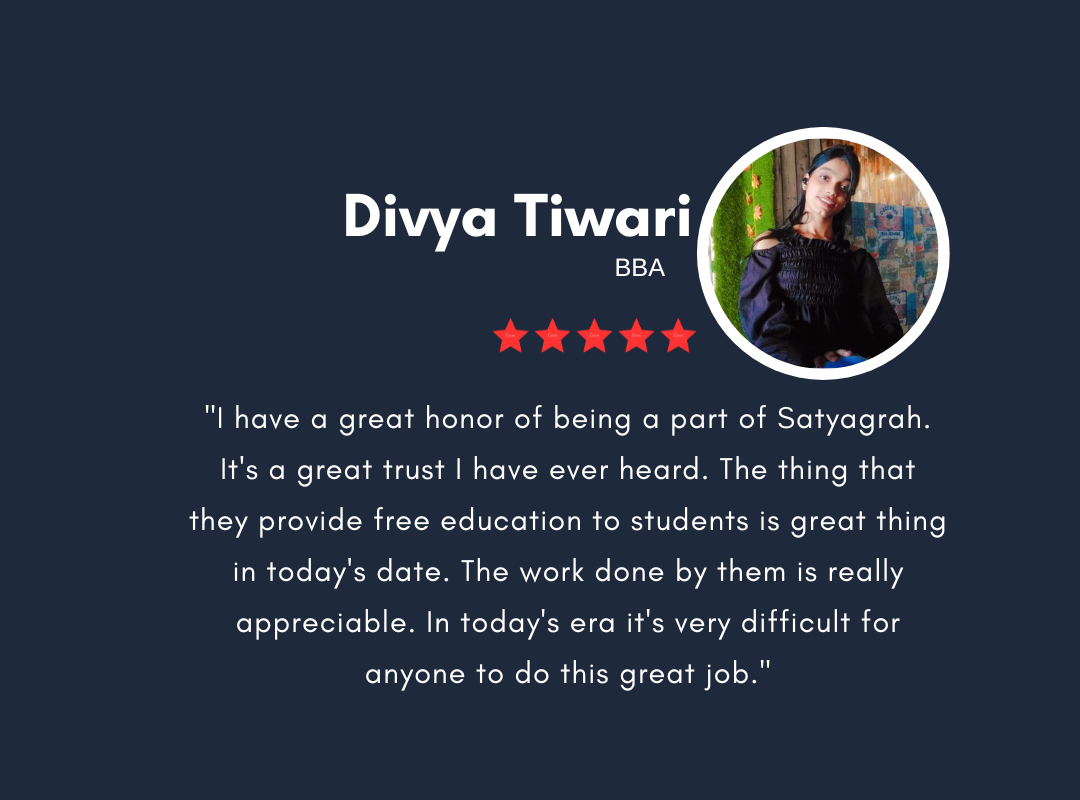 Divya Tiwari
BBA
"I have a great honor of being a part of Satyagrah.
It's a great trust I have ever heard. The thing that
they provide free education to students is great thing
in today's date. The work done by them is really
appreciable. In today's era it's very difficult for
anyone to do this great job."